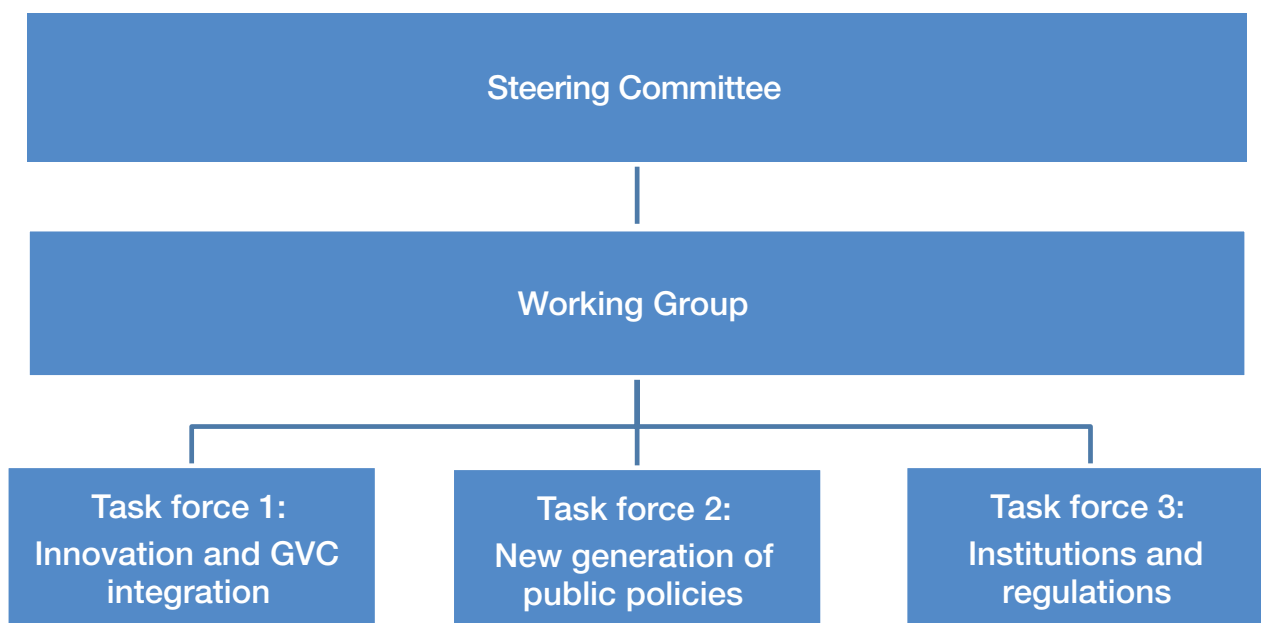 Steering Committee
Working Group
Task force 1:
Innovation and GVC
integration
Task force 2:
New generation of
public policies
Task force 3:
Institutions and
regulations